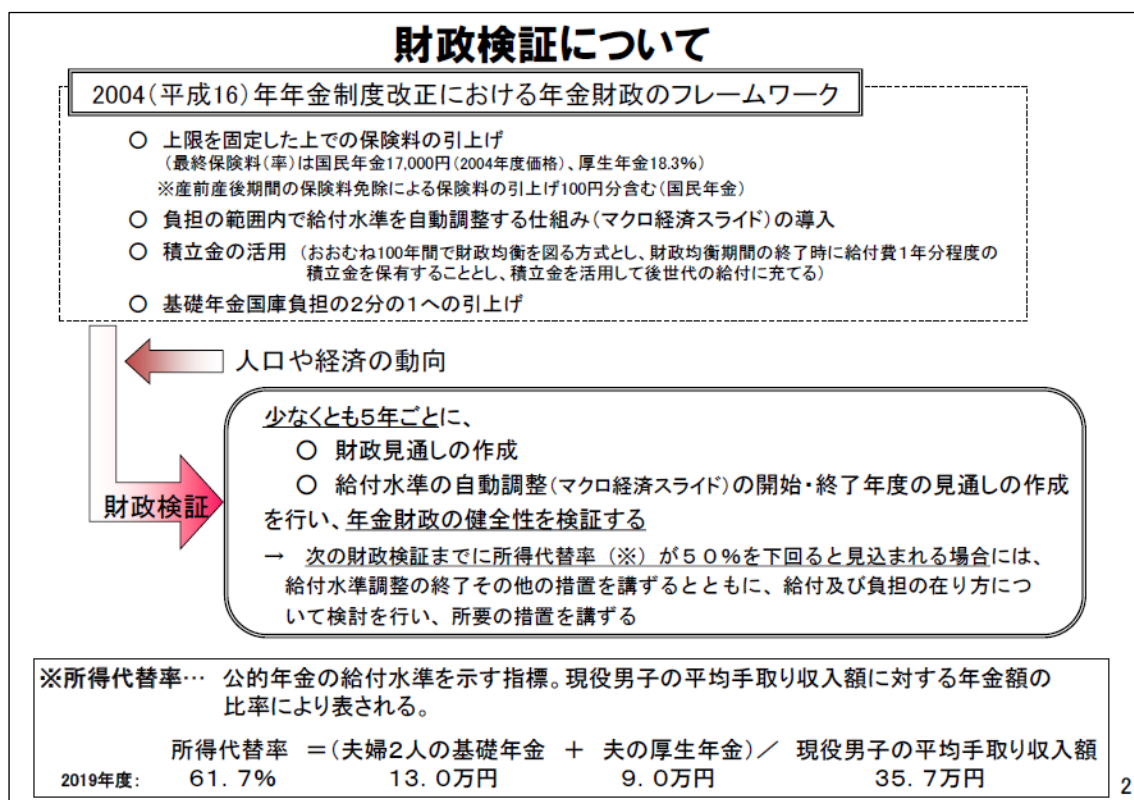 財政検証について
2004(平成16)年年金制度改正における年金財政のフレームワーク
○ 上限を固定した上での保険料の引上げ
(最終保険料(率)は国民年金17,000円(2004年度価格)、厚生年金18.3%)
※産前産後期間の保険料免除による保険料の引上げ100円分含む(国民年金)
○ 負担の範囲内で給付水準を自動調整する仕組み(マクロ経済スライド)の導入
○ 積立金の活用 (おおむね100年間で財政均衡を図る方式とし、財政均衡期間の終了時に給付費1年分程度の
積立金を保有することとし、積立金を活用して後世代の給付に充てる)
○ 基礎年金国庫負担の2分の1への引上げ
人口や経済の動向
少なくとも5年ごとに、
○ 財政見通しの作成
○ 給付水準の自動調整(マクロ経済スライド)の開始・終了年度の見通しの作成
を行い、年金財政の健全性を検証する
財政検証
→ 次の財政検証までに所得代替率(※)が50%を下回ると見込まれる場合には、
給付水準調整の終了その他の措置を講ずるとともに、給付及び負担の在り方につ
いて検討を行い、所要の措置を講ずる
※所得代替率… 公的年金の給付水準を示す指標。現役男子の平均手取り収入額に対する年金額の
比率により表される。
所得代替率 =(夫婦2人の基礎年金 + 夫の厚生年金)/ 現役男子の平均手取り収入額
2019年度: 61.7% 13.0万円 9.0万円 35.7万円
2